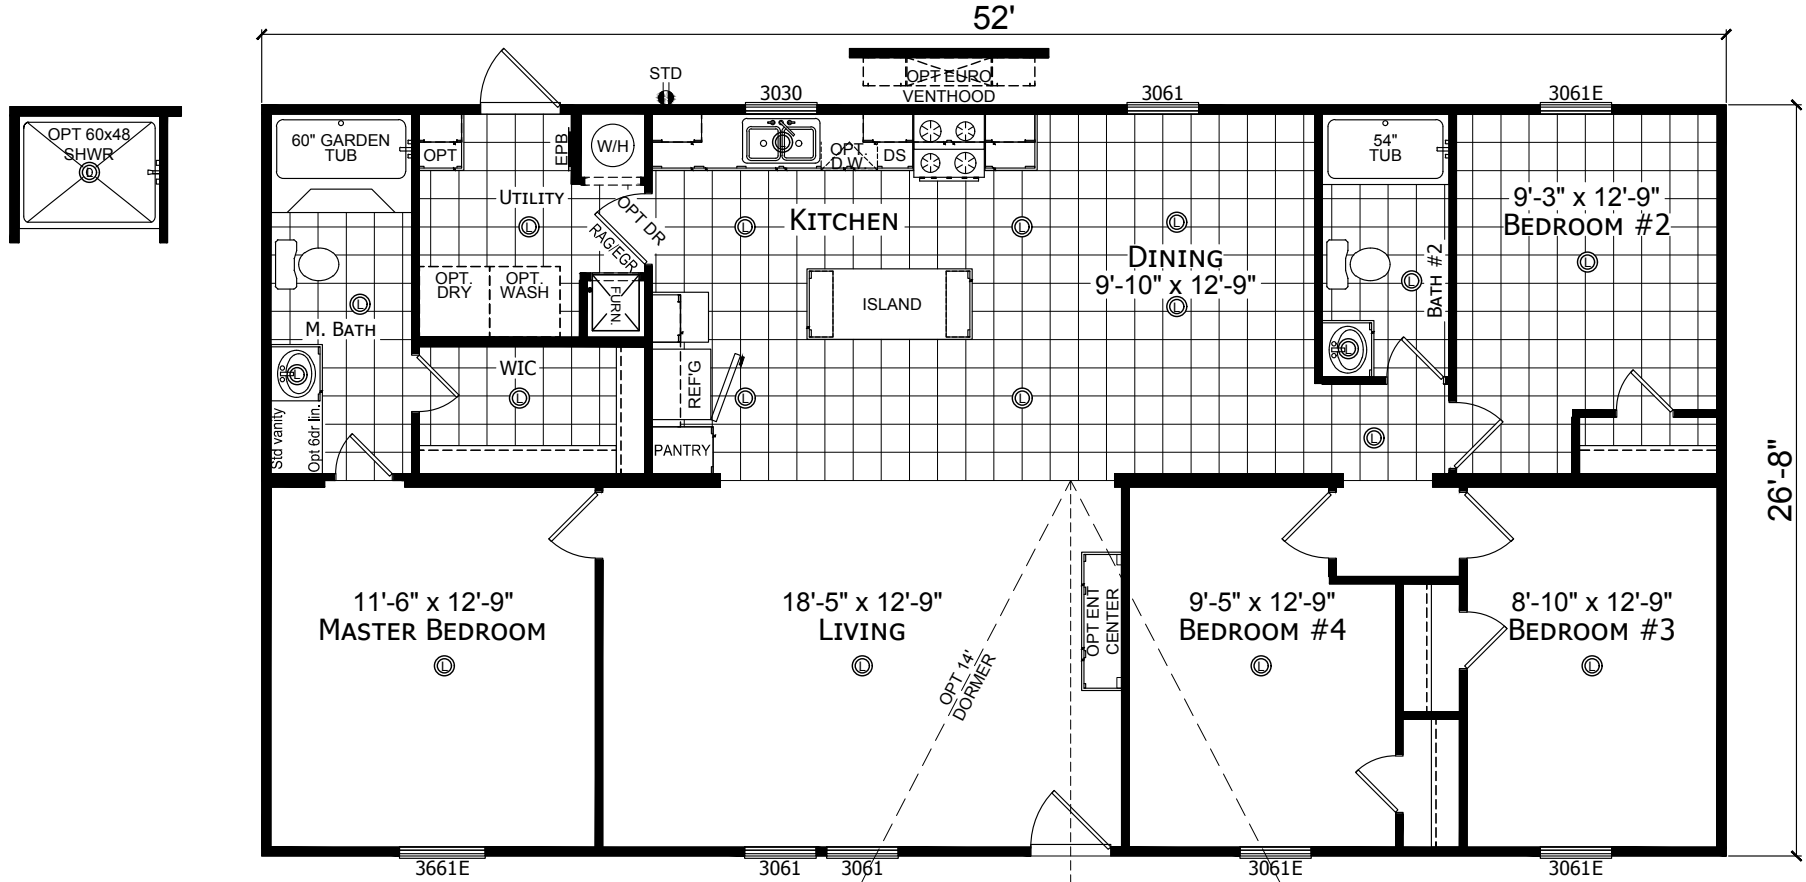 52'
STD
OPT EURO
VENTHOOD
3030
3061
3061E
OPT 60x48
SHWR
L
60" GARDEN
TUB
OPT
EPB
W/H
OPT
D.W
DS
54"
TUB
UTILITY
OPT DR
RAG/EGR
KITCHEN
9'-3" x 12'-9"
BEDROOM #2
L
L
L
L
L
DINING
9'-10" x 12'-9"
L
L
BATH #2
L
OPT.
DRY
OPT.
WASH
FURN.
ISLAND
L
M. BATH
L
L
WIC
L
REF'G
L
L
PANTRY
L
Std vanity
Opt 6dr lin.
26'-8"
11'-6" x 12'-9"
MASTER BEDROOM
L
18'-5" x 12'-9"
LIVING
L
OPT 14'
DORMER
OPT ENT
CENTER
9'-5" x 12'-9"
BEDROOM #4
L
8'-10" x 12'-9"
BEDROOM #3
L
3661E
3061
3061
3061E
3061E